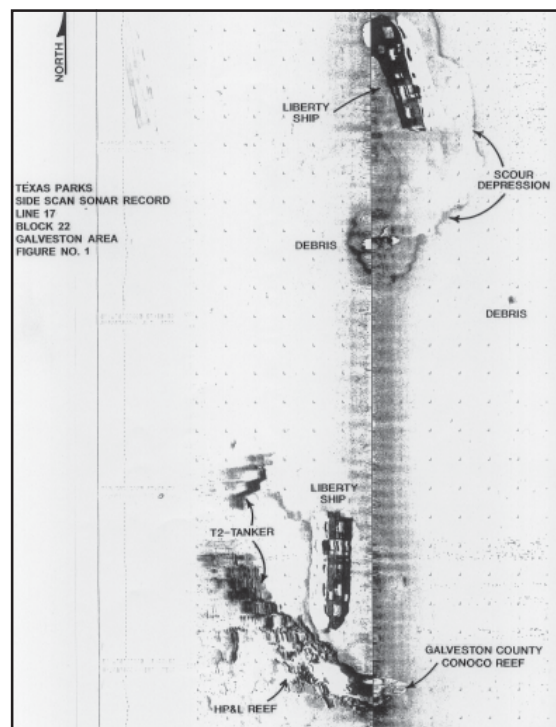 NORTH
LIBERTY
SHIP
SCOUR
DEPRESSION
TEXAS PARKS
SIDE SCAN SONAR RECORD
LINE 17
BLOCK 22
GALVESTON AREA
FIGURE NO. 1
DEBRIS
DEBRIS
LIBERTY
SHIP
T2-TANKER
GALVESTON COUNTY
CONOCO REEF
HP&L REEF